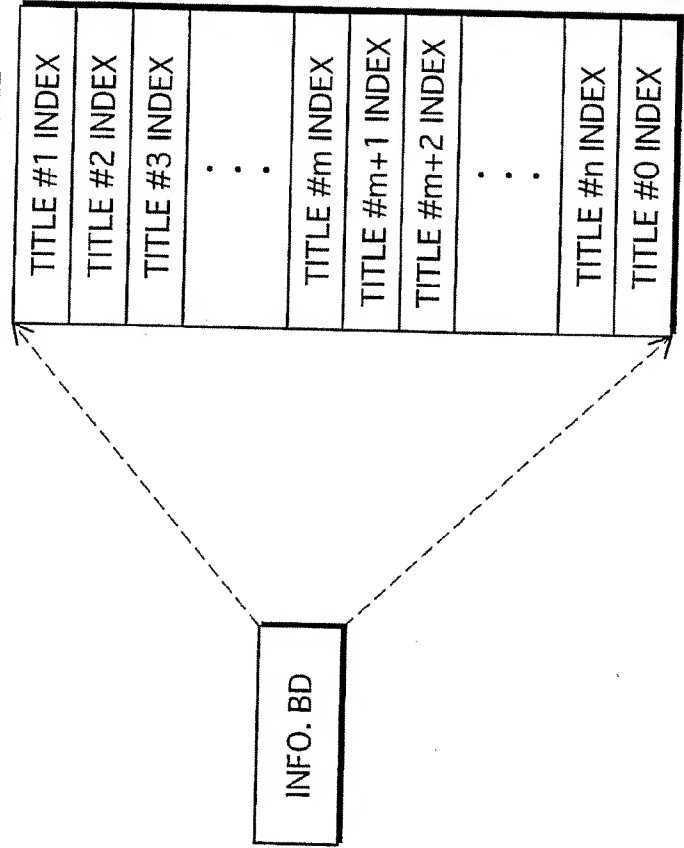 INFO. BD
TITLE #1 INDEX
TITLE #2 INDEX
TITLE #3 INDEX
. . .
TITLE #m INDEX
TITLE #m+1 INDEX
TITLE #m+2 INDEX
. . .
TITLE #n INDEX
TITLE #0 INDEX